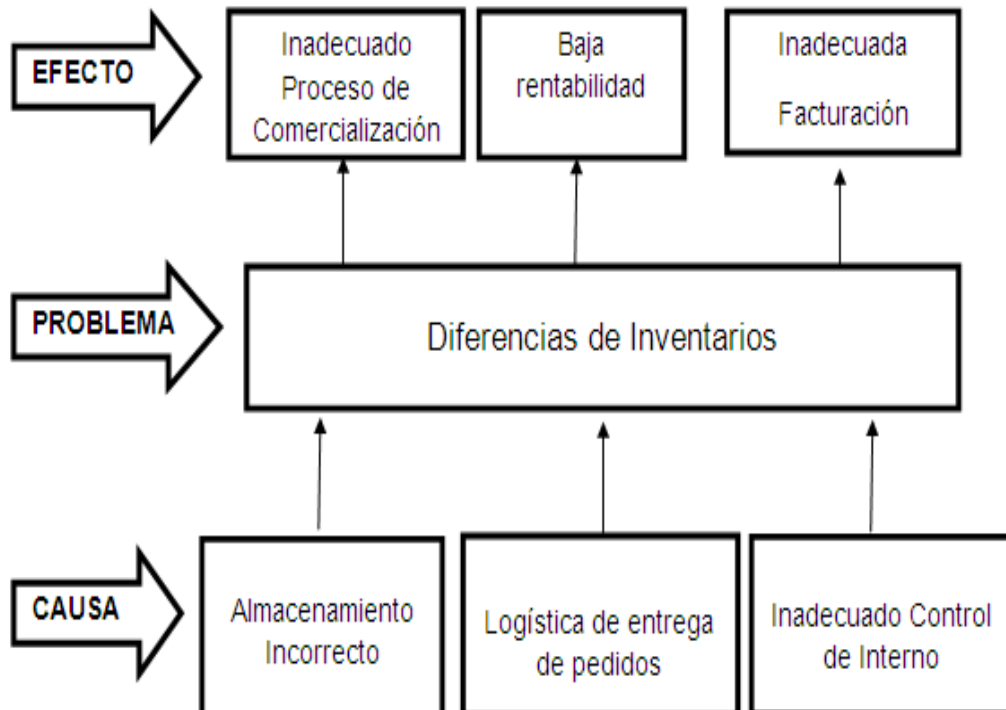 EFECTO
Inadecuado
Proceso de
Comercialización
Baja
rentabilidad
Inadecuada
Facturación
PROBLEMA
Diferencias de Inventarios
CAUSA
Almacenamiento
Incorrecto
Logística de entrega
de pedidos
Inadecuado Control
de Interno